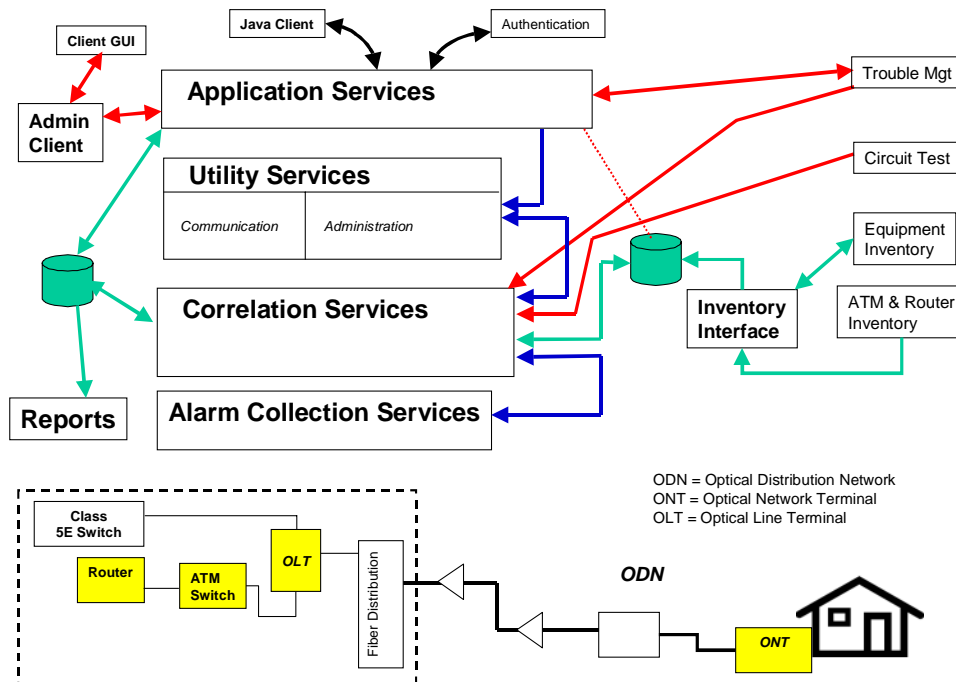 Java Client
Authentication
Client GUI
Application Services
Trouble Mgt
Admin
Client
Circuit Test
Utility Services
Communication
Administration
Equipment
Inventory
Correlation Services
Inventory
Interface
ATM & Router
Inventory
Reports
Alarm Collection Services
ODN = Optical Distribution Network
ONT = Optical Network Terminal
OLT = Optical Line Terminal
Class
5E Switch
OLT
Router
ATM
Switch
Fiber Distribution
ODN
ONT